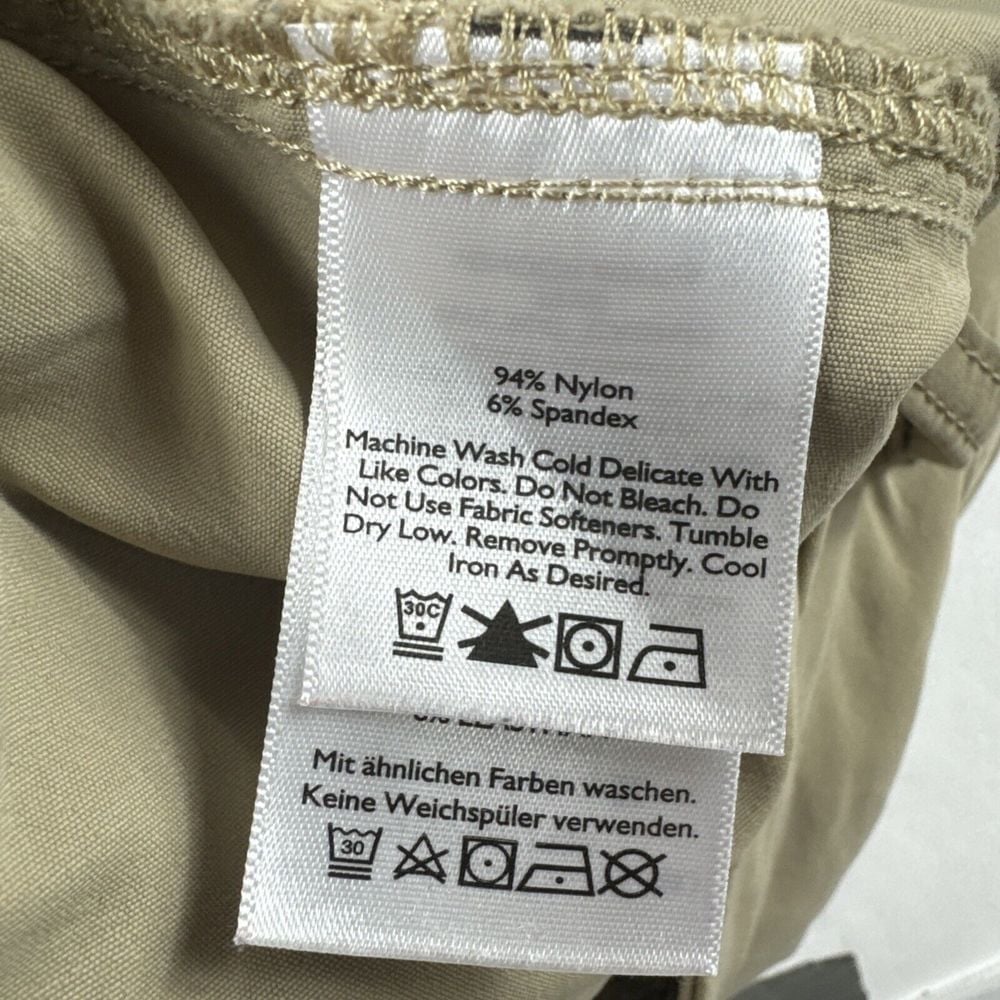 94% Nylon
6% Spandex
Machine Wash Cold Delicate With
Like Colors. Do Not Bleach. Do
Not Use Fabric Softeners. Tumble
Dry Low. Remove Promptly. Cool
Iron As Desired.
30C
Mit ähnlichen Farben waschen.
Keine Weichspüler verwenden.
30